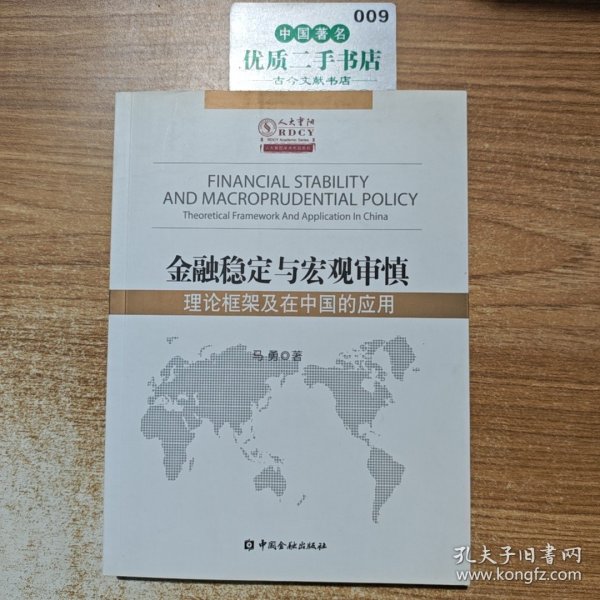 009
中国著名
优质二手书店
古今文献书店
人大重阳
RDCY
RDCY Academic Series
FINANCIAL STABILITY
AND MACROPRUDENTIAL POLICY
Theoretical Framework And Application In China
金融稳定与宏观审慎
理论框架及在中国的应用
马勇◎著
中国金融出版社
孔夫子旧书网
www.kongfz.com